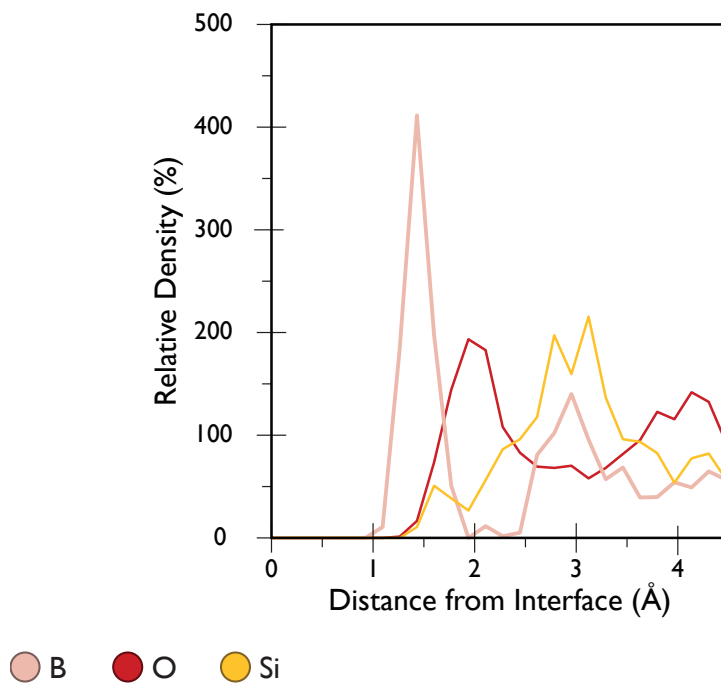 500
400
300
200
100
0
Relative Density (%)
0 1 2 3 4
Distance from Interface (Å)
B O Si